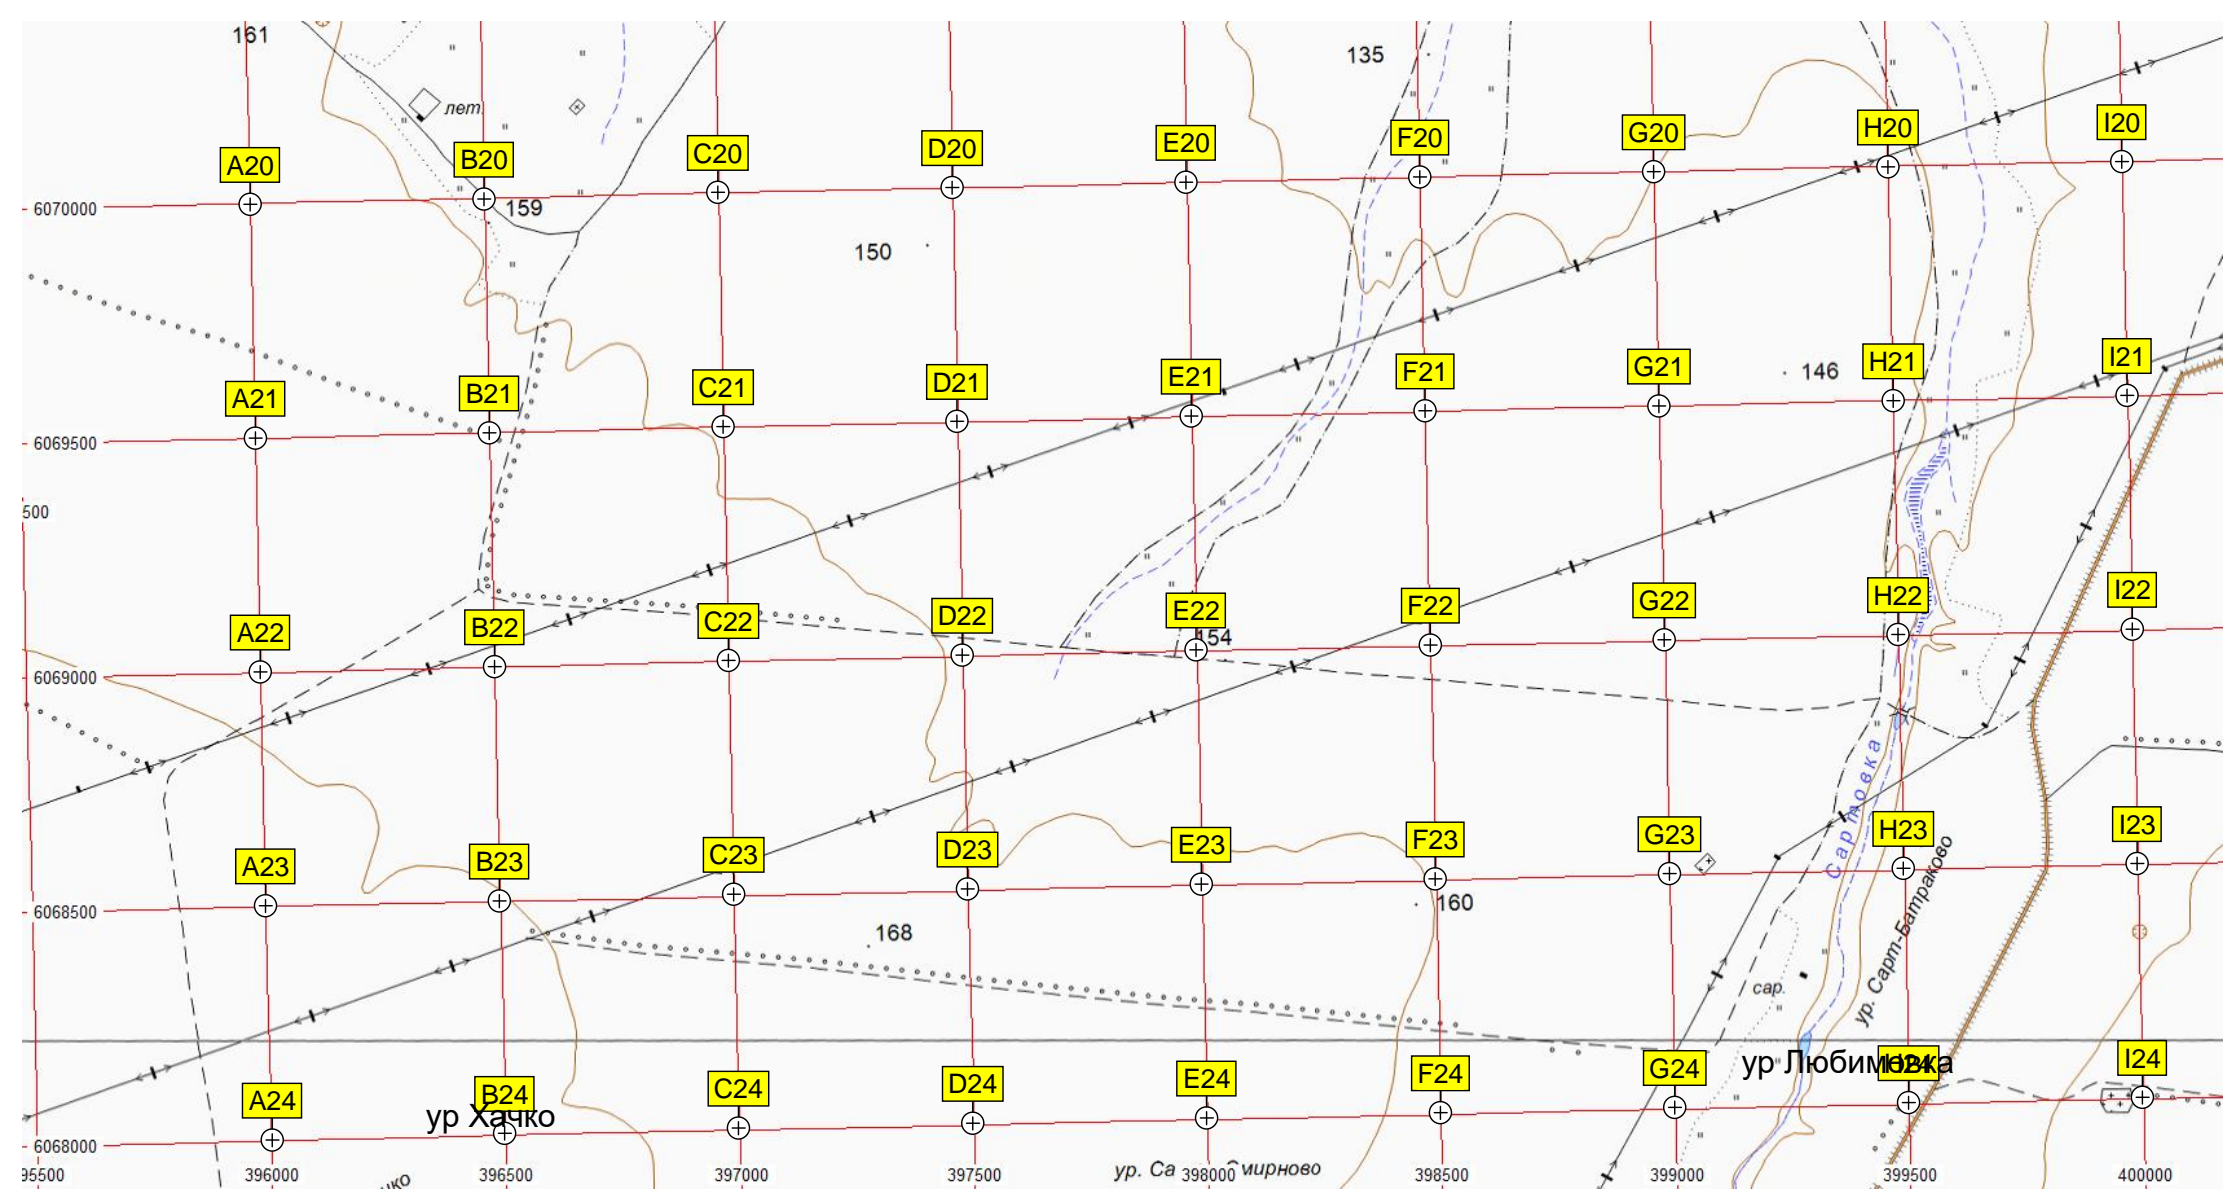 161
135
лет.
A20 B20 C20 D20 E20 F20 G20 H20 I20
6070000
159
150
A21 B21 C21 D21 E21 F21 G21 H21 I21
146
6069500
500
A22 B22 C22 D22 E22 F22 G22 H22 I22
154
6069000
Сартовка
A23 B23 C23 D23 E23 F23 G23 H23 I23
6068500
160
168
ур. Сарт-Батраково
сар.
ур Любимовка
A24 B24 C24 D24 E24 F24 G24 H24 I24
ур Хачко
6068000
95500 396000 396500 397000 397500 398000 398500 399000 399500 400000
ур. Са